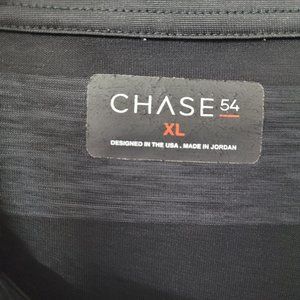 CHASE 54
XL
DESIGNED IN THE USA . MADE IN JORDAN